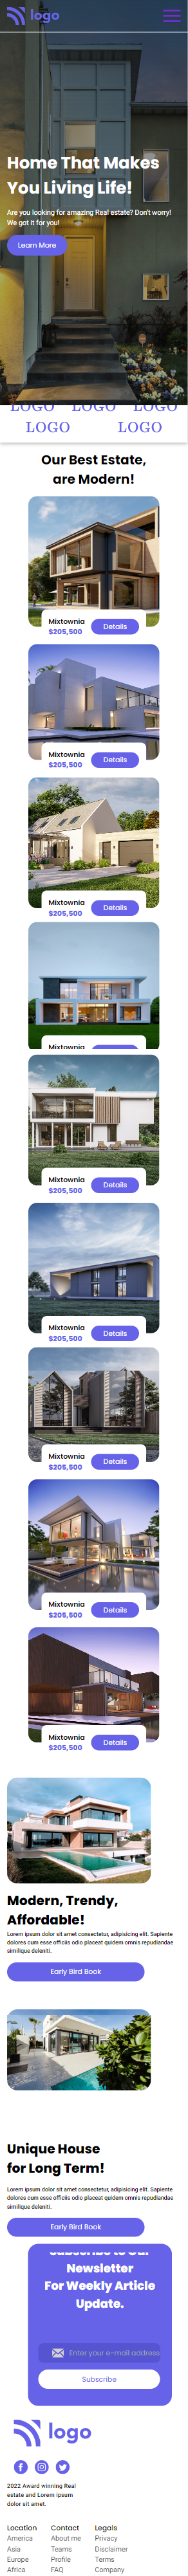 logo
Home That Makes
You Living Life!
Are you looking for amazing Real estate? Don't worry!
We got it for you!
Learn More
LOGO LOGO LOGO
LOGO LOGO
Our Best Estate,
are Modern!
Mixtownia
$205,500
Details
Mixtownia
$205,500
Details
Mixtownia
$205,500
Details
Mixtownia
Mixtownia
$205,500
Details
Mixtownia
$205,500
Details
Mixtownia
$205,500
Details
Mixtownia
$205,500
Details
Mixtownia
$205,500
Details
Modern, Trendy,
Affordable!
Lorem ipsum dolor sit amet consectetur, adipisicing elit. Sapiente
dolores cum esse officiis odio placeat quidem omnis repudiandae
similique deleniti.
Early Bird Book
Unique House
for Long Term!
Lorem ipsum dolor sit amet consectetur, adipisicing elit. Sapiente
dolores cum esse officiis odio placeat quidem omnis repudiandae
similique deleniti.
Early Bird Book
Subscribe to Our
Newsletter
For Weekly Article
Update.
Enter your e-mail address
Subscribe
logo
2022 Award winning Real
estate and Lorem ipsum
dolor sit amet.
Location Contact Legals
America About me Privacy
Asia Teams Disclaimer
Europe Profile Terms
Africa FAQ Company